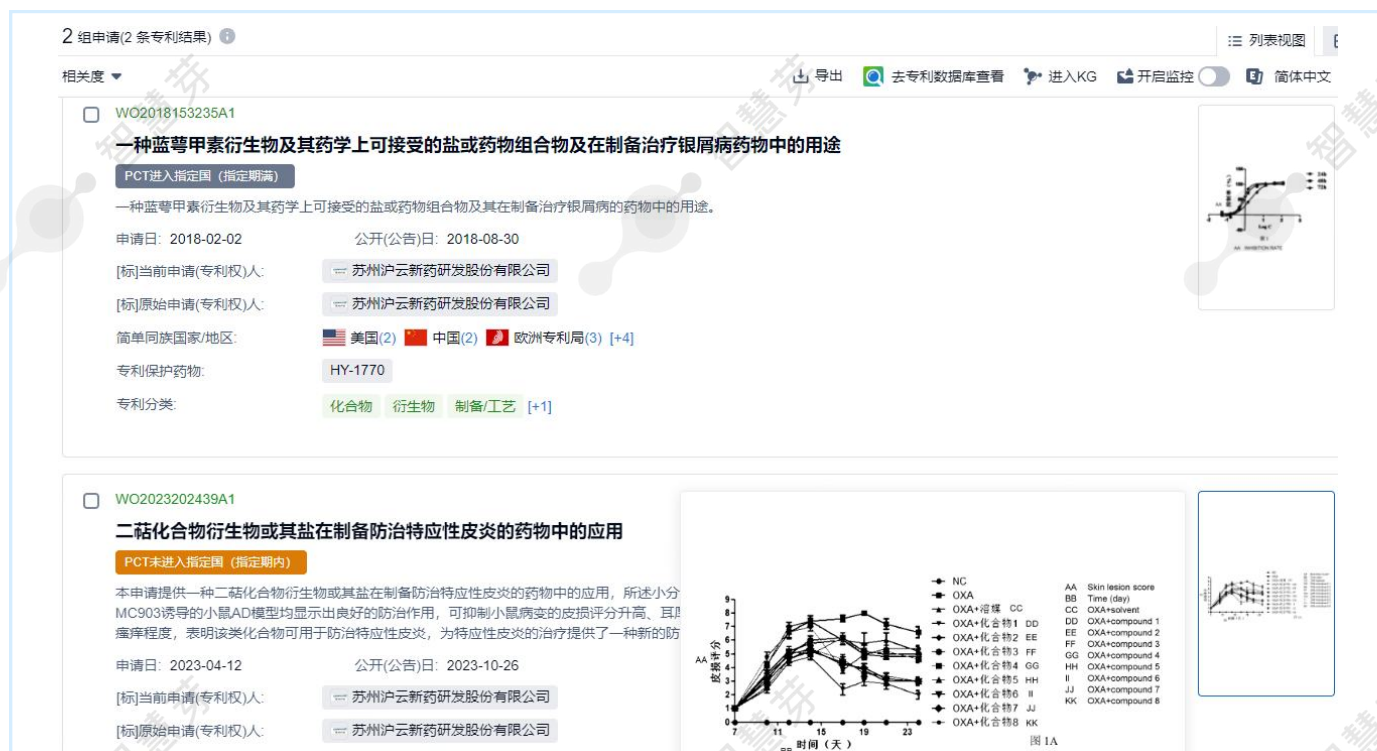 2 组申请(2 条专利结果)
列表视图
相关度
导出 去专利数据库查看 进入KG 开启监控 简体中文
WO2018153235A1
一种蓝萼甲素衍生物及其药学上可接受的盐或药物组合物及在制备治疗银屑病药物中的用途
PCT进入指定国（指定期满）
一种蓝萼甲素衍生物及其药学上可接受的盐或药物组合物及其在制备治疗银屑病的药物中的用途。
申请日: 2018-02-02 公开(公告)日: 2018-08-30
[标]当前申请(专利权)人: 苏州沪云新药研发股份有限公司
[标]原始申请(专利权)人: 苏州沪云新药研发股份有限公司
简单同族国家/地区: 美国(2) 中国(2) 欧洲专利局(3) [+4]
专利保护药物: HY-1770
专利分类: 化合物 衍生物 制备/工艺 [+1]
WO2023202439A1
二萜化合物衍生物或其盐在制备防治特应性皮炎的药物中的应用
PCT未进入指定国（指定期内）
本申请提供一种二萜化合物衍生物或其盐在制备防治特应性皮炎的药物中的应用，所述小分
MC903诱导的小鼠AD模型均显示出良好的防治作用，可抑制小鼠病变的皮损评分升高、耳
瘙痒程度，表明该类化合物可用于防治特应性皮炎，为特应性皮炎的治疗提供了一种新的防
申请日: 2023-04-12 公开(公告)日: 2023-10-26
[标]当前申请(专利权)人: 苏州沪云新药研发股份有限公司
[标]原始申请(专利权)人: 苏州沪云新药研发股份有限公司
AA 皮损评分
9
8
7
6
5
4
3
2
1
0
7 11 15 19 23
BB 时间（天）
NC
OXA
OXA+溶媒 CC
OXA+化合物1 DD
OXA+化合物2 EE
OXA+化合物3 FF
OXA+化合物4 GG
OXA+化合物5 HH
OXA+化合物6 II
OXA+化合物7 JJ
OXA+化合物8 KK
AA Skin lesion score
BB Time (day)
CC OXA+solvent
DD OXA+compound 1
EE OXA+compound 2
FF OXA+compound 3
GG OXA+compound 4
HH OXA+compound 5
II OXA+compound 6
JJ OXA+compound 7
KK OXA+compound 8
图 1A
智慧芽